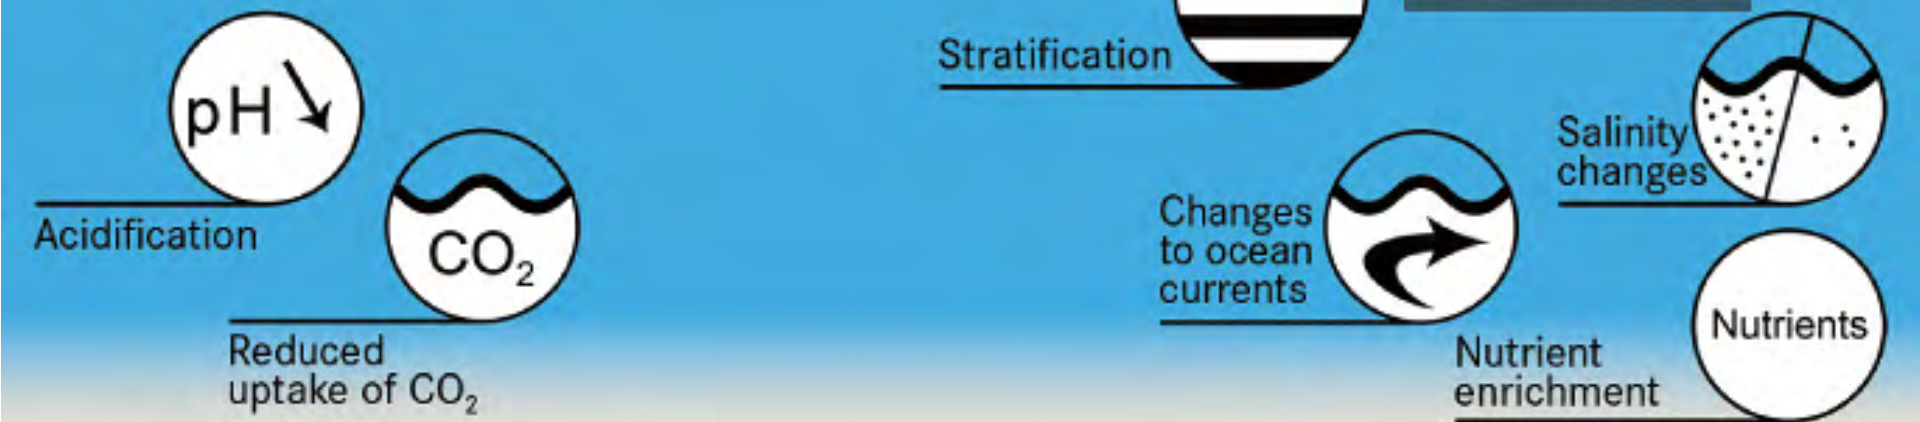 pH
Acidification
CO₂
Reduced
uptake of CO₂
Stratification
Changes
to ocean
currents
Salinity
changes
Nutrients
Nutrient
enrichment